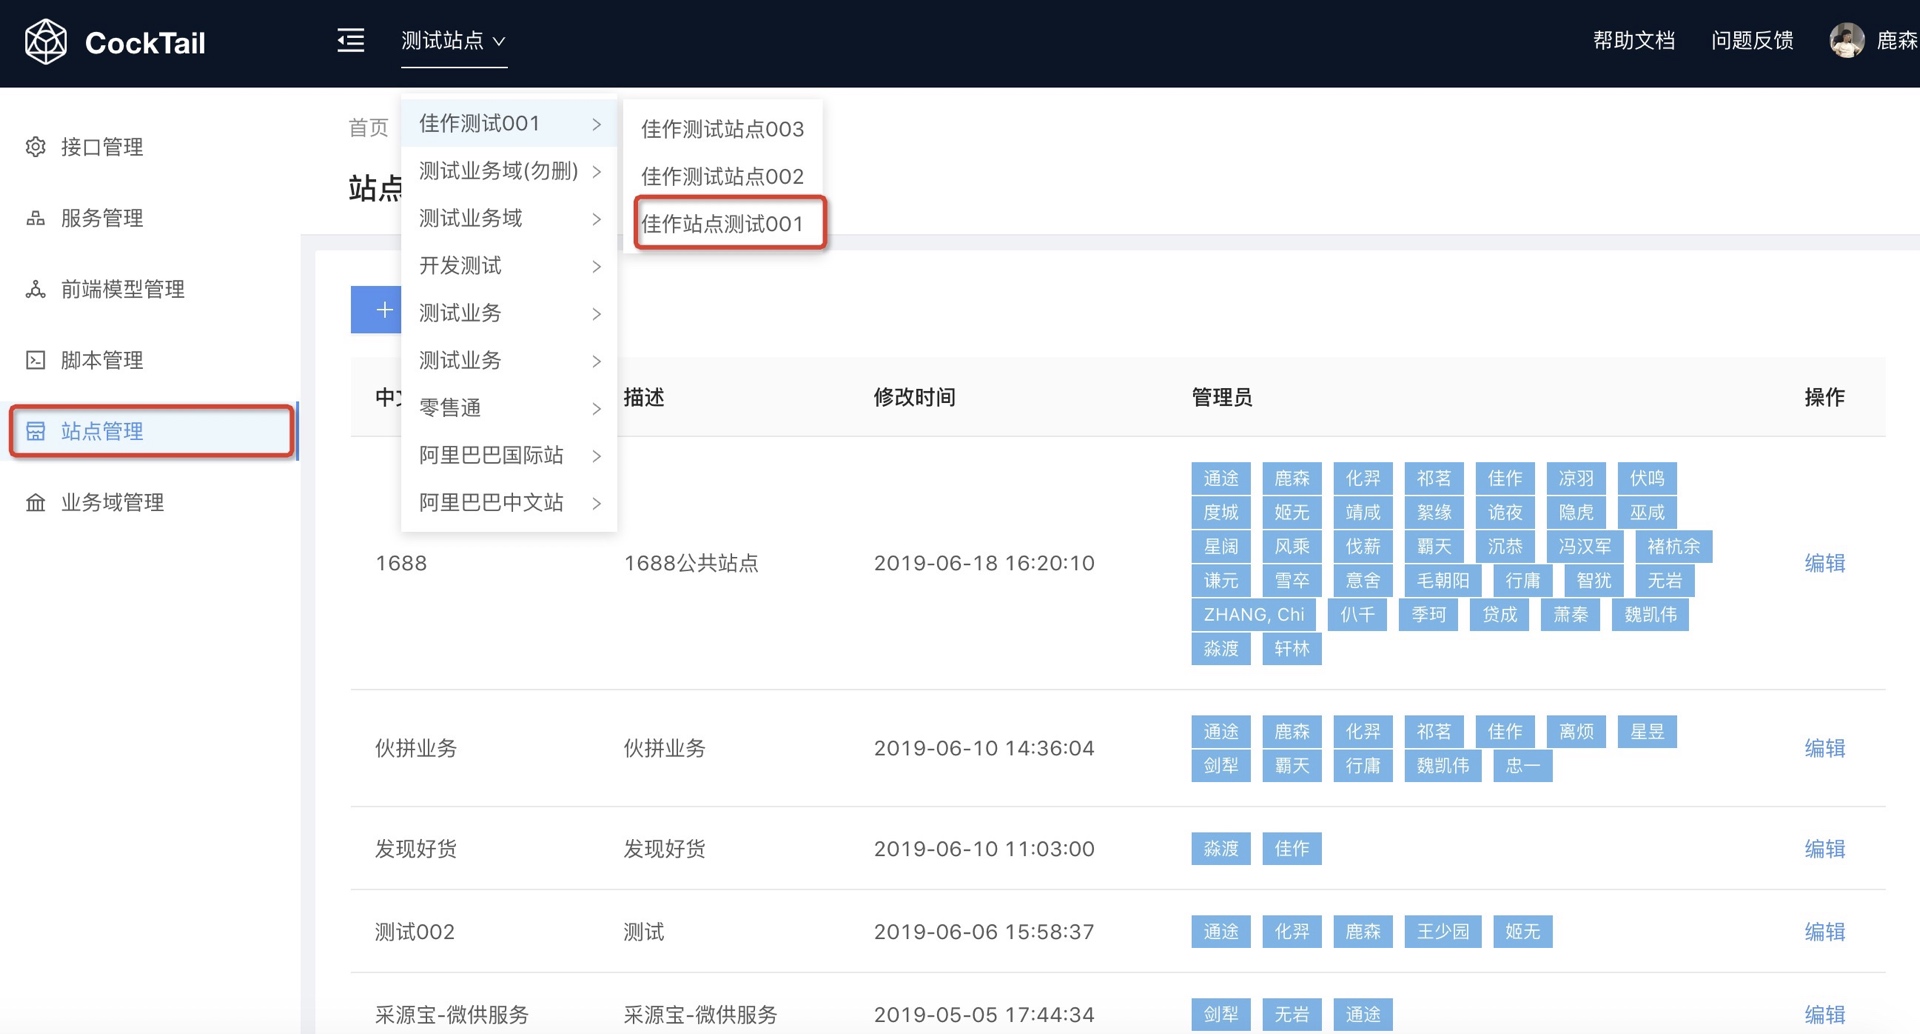 CockTail
测试站点
帮助文档
问题反馈
鹿森
接口管理
服务管理
前端模型管理
脚本管理
站点管理
业务域管理
首页
站点
佳作测试001
测试业务域(勿删)
测试业务域
开发测试
测试业务
测试业务
零售通
阿里巴巴国际站
阿里巴巴中文站
佳作测试站点003
佳作测试站点002
佳作站点测试001
中文 描述 修改时间 管理员 操作
1688 1688公共站点 2019-06-18 16:20:10 编辑
通途 鹿森 化羿 祁茗 佳作 凉羽 伏鸣
度城 姬无 靖咸 絮缘 诡夜 隐虎 巫咸
星阔 风乘 伐薪 霸天 沉恭 冯汉军 褚杭余
谦元 雪卒 意舍 毛朝阳 行庸 智犹 无岩
ZHANG, Chi 仈千 季珂 贷成 萧秦 魏凯伟
淼渡 轩林
伙拼业务 伙拼业务 2019-06-10 14:36:04 编辑
通途 鹿森 化羿 祁茗 佳作 离烦 星昱
剑犁 霸天 行庸 魏凯伟 忠一
发现好货 发现好货 2019-06-10 11:03:00 淼渡 佳作 编辑
测试002 测试 2019-06-06 15:58:37 通途 化羿 鹿森 王少园 姬无 编辑
采源宝-微供服务 采源宝-微供服务 2019-05-05 17:44:34 剑犁 无岩 通途 编辑